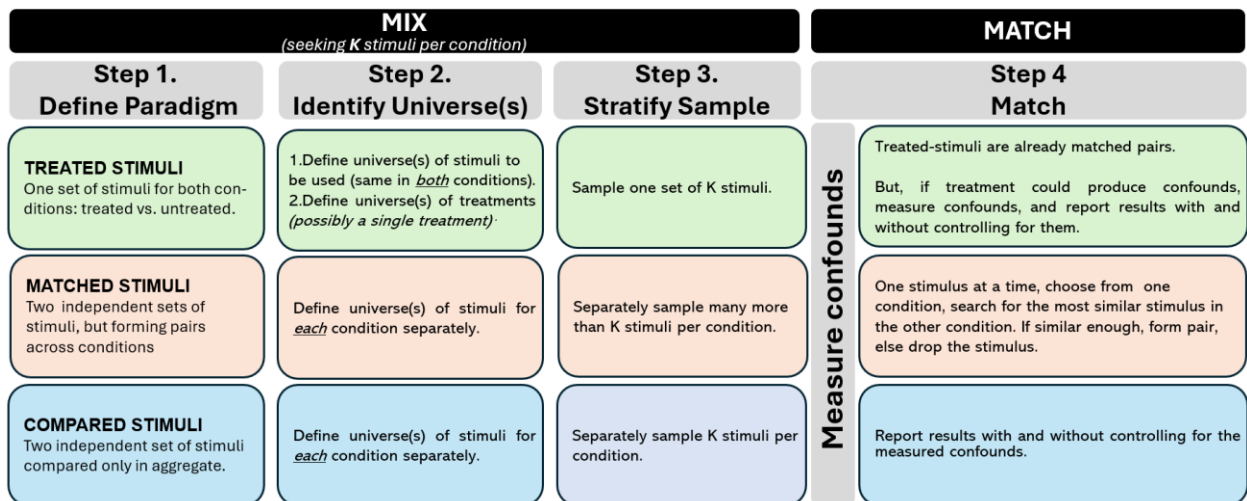 MIX
(seeking K stimuli per condition)
MATCH
Step 1.
Define Paradigm
Step 2.
Identify Universe(s)
Step 3.
Stratify Sample
Step 4
Match
TREATED STIMULI
One set of stimuli for both con-
ditions: treated vs. untreated.
1.Define universe(s) of stimuli to
be used (same in both conditions).
2.Define universe(s) of treatments
(possibly a single treatment).
Sample one set of K stimuli.
Measure confounds
Treated-stimuli are already matched pairs.
But, if treatment could produce confounds,
measure confounds, and report results with and
without controlling for them.
MATCHED STIMULI
Two independent sets of
stimuli, but forming pairs
across conditions
Define universe(s) of stimuli for
each condition separately.
Separately sample many more
than K stimuli per condition.
One stimulus at a time, choose from one
condition, search for the most similar stimulus in
the other condition. If similar enough, form pair,
else drop the stimulus.
COMPARED STIMULI
Two independent set of stimuli
compared only in aggregate.
Define universe(s) of stimuli for
each condition separately.
Separately sample K stimuli per
condition.
Report results with and without controlling for the
measured confounds.